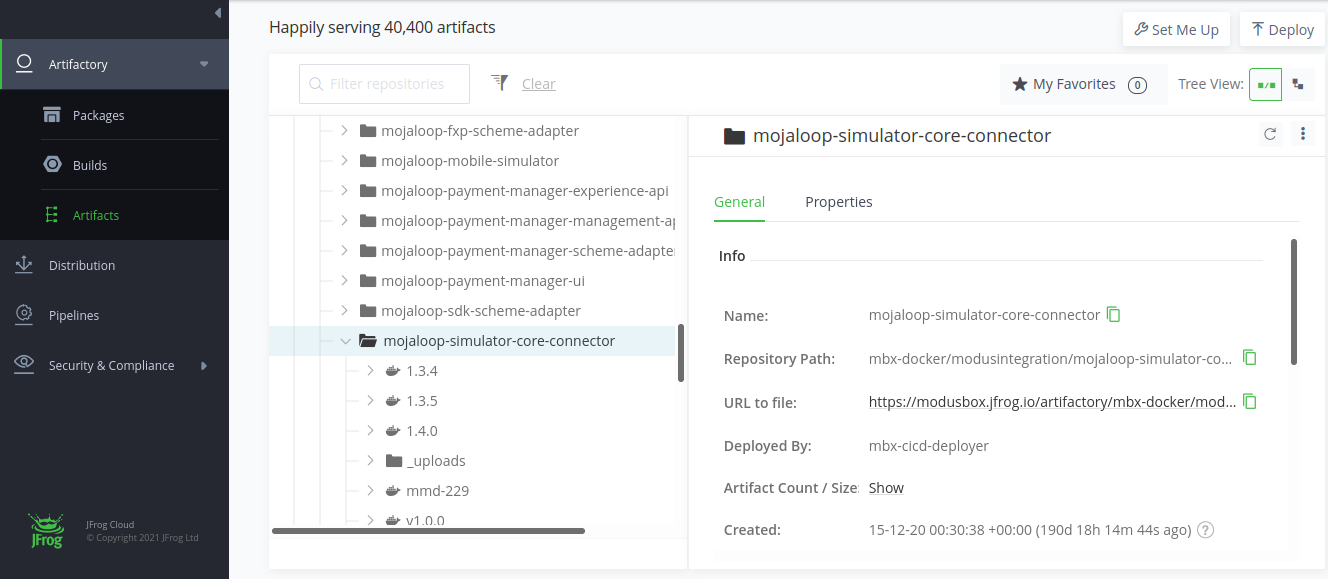 Happily serving 40,400 artifacts
Set Me Up
Deploy
Artifactory
Packages
Builds
Artifacts
Distribution
Pipelines
Security & Compliance
JFrog
JFrog Cloud
© Copyright 2021 JFrog Ltd
Filter repositories
Clear
My Favorites 0
Tree View:
mojaloop-fxp-scheme-adapter
mojaloop-mobile-simulator
mojaloop-payment-manager-experience-api
mojaloop-payment-manager-management-ap
mojaloop-payment-manager-scheme-adapter
mojaloop-payment-manager-ui
mojaloop-sdk-scheme-adapter
mojaloop-simulator-core-connector
1.3.4
1.3.5
1.4.0
_uploads
mmd-229
v1.0.0
mojaloop-simulator-core-connector
General Properties
Info
Name: mojaloop-simulator-core-connector
Repository Path: mbx-docker/modusintegration/mojaloop-simulator-co...
URL to file: https://modusbox.jfrog.io/artifactory/mbx-docker/mod...
Deployed By: mbx-cicd-deployer
Artifact Count / Size: Show
Created: 15-12-20 00:30:38 +00:00 (190d 18h 14m 44s ago) ?